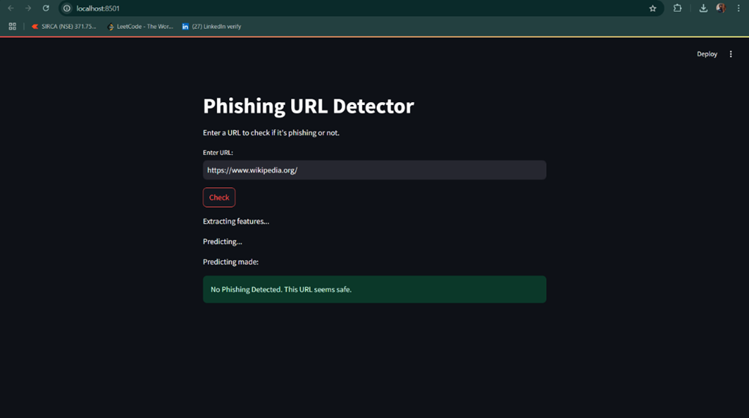 localhost:8501
SIRCA (NSE) 371.75...
LeetCode - The Wor...
(27) LinkedIn verify
Deploy
Phishing URL Detector
Enter a URL to check if it's phishing or not.
Enter URL:
https://www.wikipedia.org/
Check
Extracting features...
Predicting...
Predicting made:
No Phishing Detected. This URL seems safe.